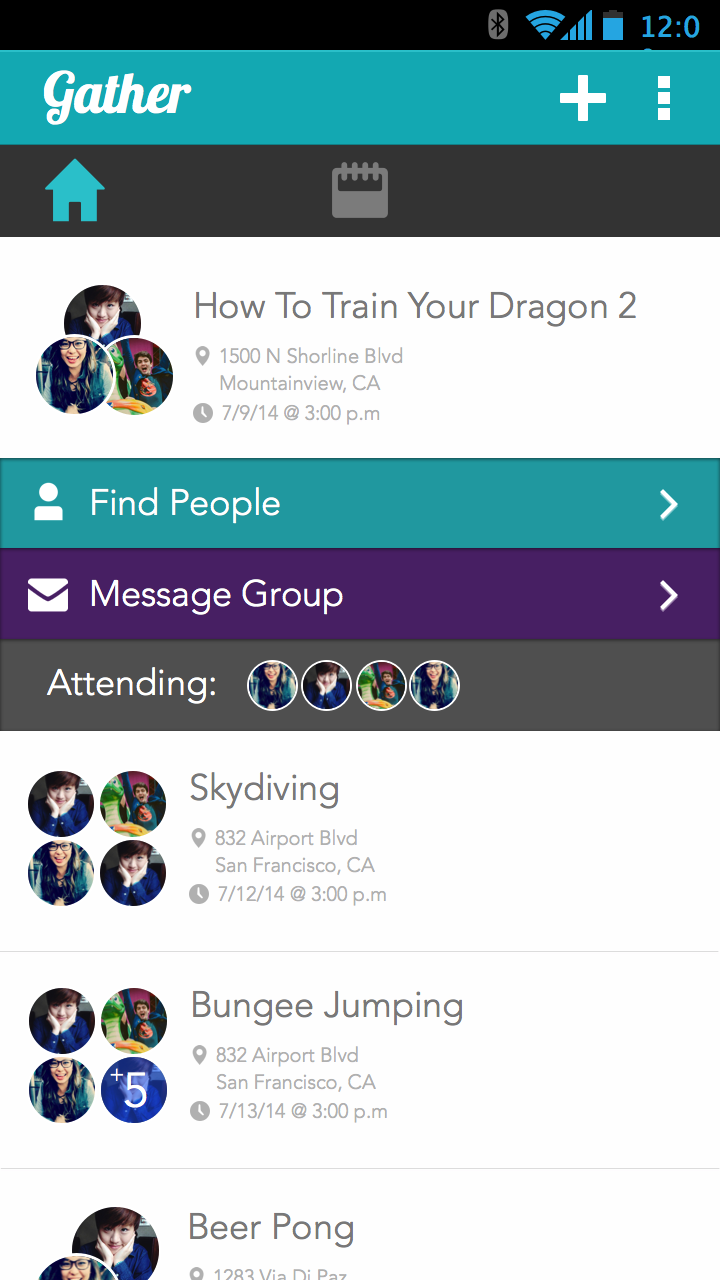 12:0
Gather
How To Train Your Dragon 2
1500 N Shorline Blvd
Mountainview, CA
7/9/14 @ 3:00 p.m
Find People
Message Group
Attending:
Skydiving
832 Airport Blvd
San Francisco, CA
7/12/14 @ 3:00 p.m
Bungee Jumping
832 Airport Blvd
San Francisco, CA
+5
7/13/14 @ 3:00 p.m
Beer Pong
1283 Via Di Paz